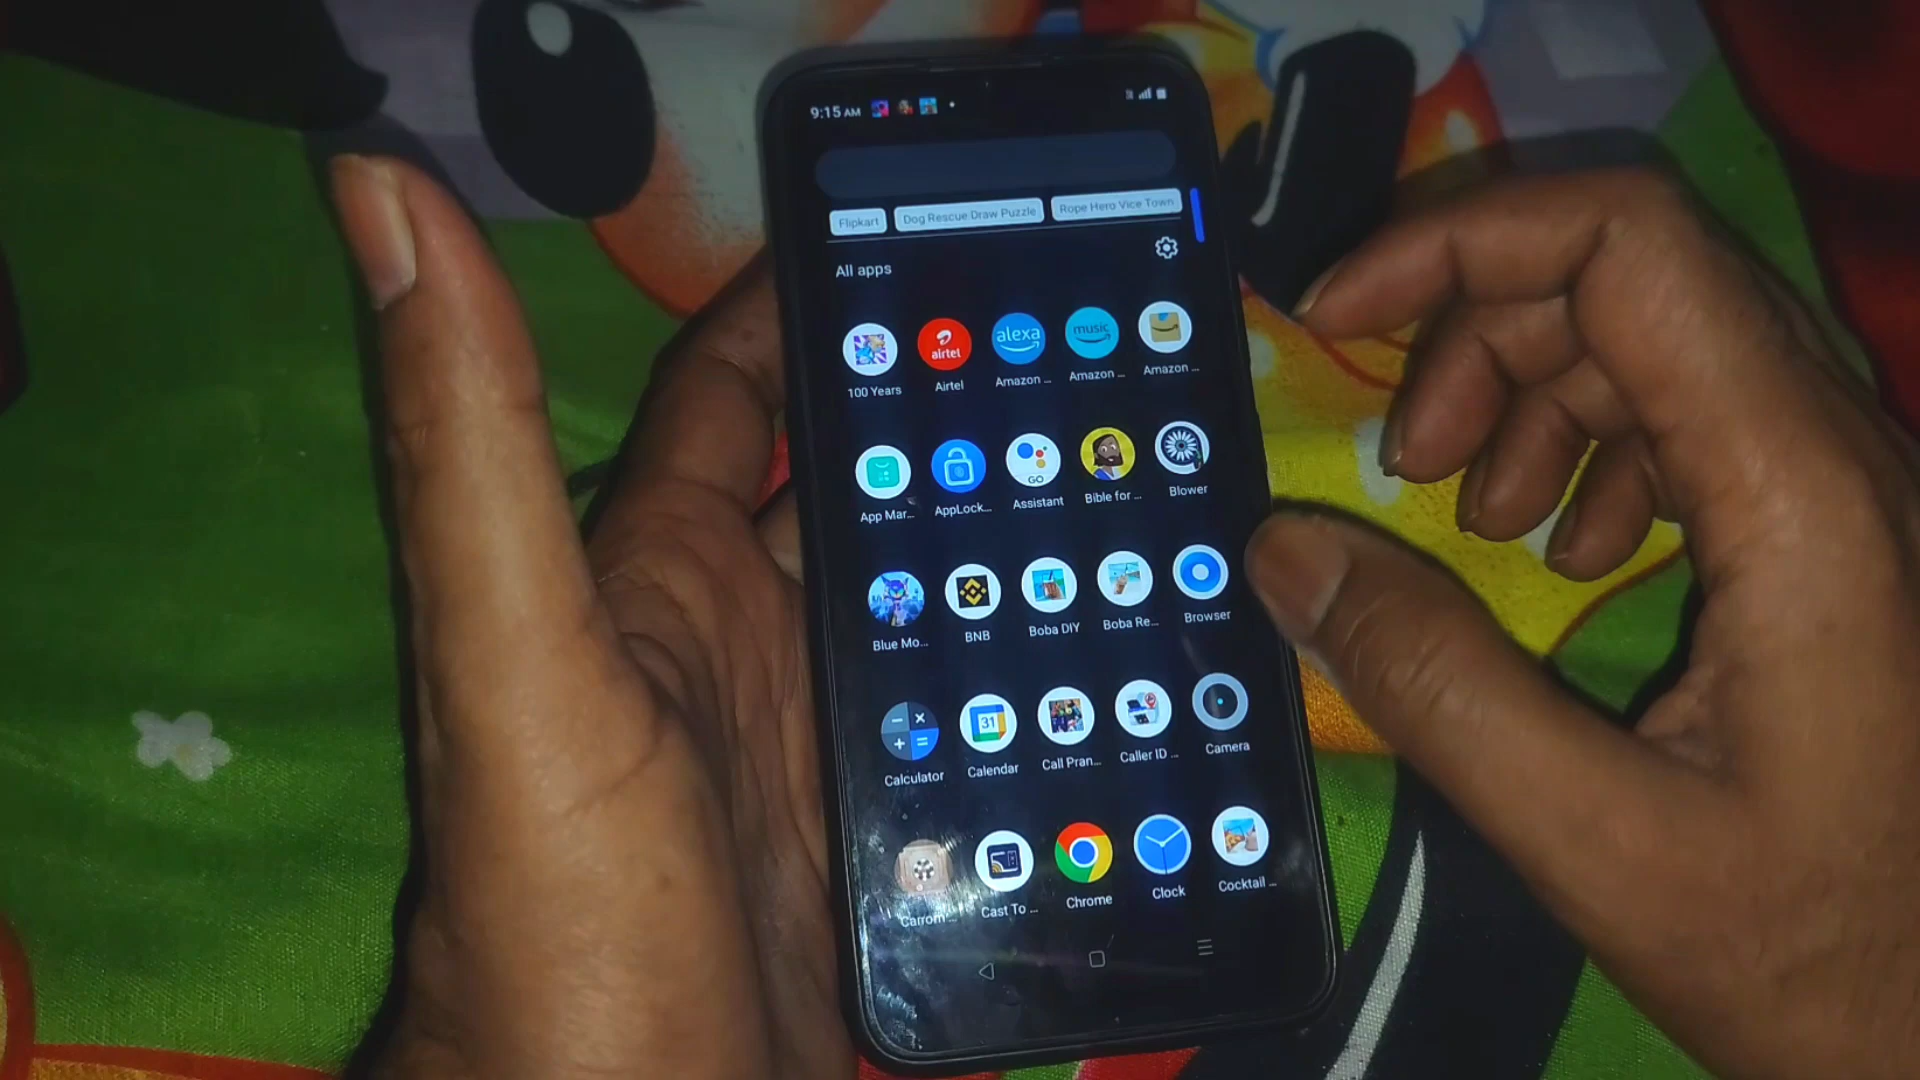 9:15 AM
Flipkart Dog Rescue Draw Puzzle Rope Hero Vice Town
All apps
airtel alexa music
100 Years Airtel Amazon ... Amazon ... Amazon ...
GO
App Mar... AppLock... Assistant Bible for ... Blower
Blue Mo... BNB Boba DIY Boba Re... Browser
31
Calculator Calendar Call Pran... Caller ID ... Camera
Carrom... Cast To ... Chrome Clock Cocktail ...